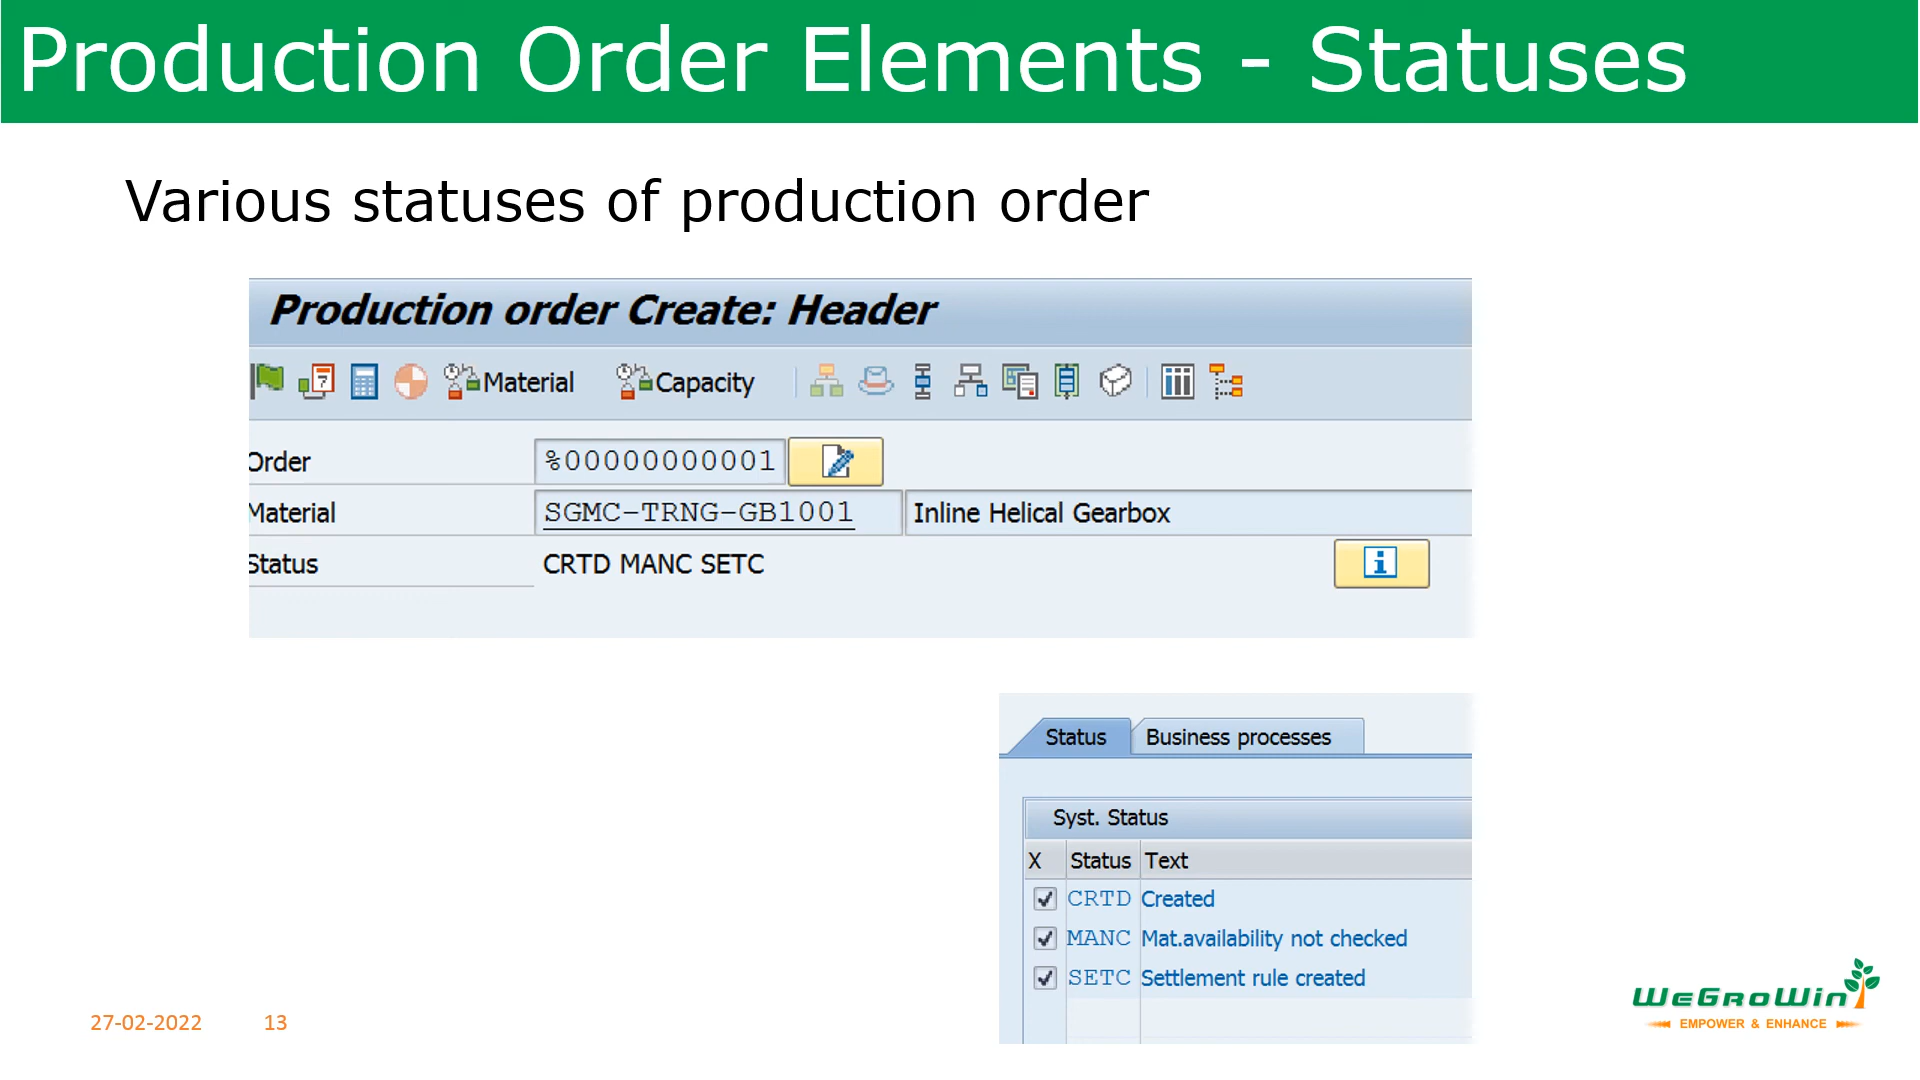 Production Order Elements - Statuses
Various statuses of production order
Production order Create: Header
Material Capacity
Order %00000000001
Material SGMC-TRNG-GB1001 Inline Helical Gearbox
Status CRTD MANC SETC
Status Business processes
Syst. Status
X Status Text
CRTD Created
MANC Mat.availability not checked
SETC Settlement rule created
WeGroWin
EMPOWER & ENHANCE
27-02-2022 13